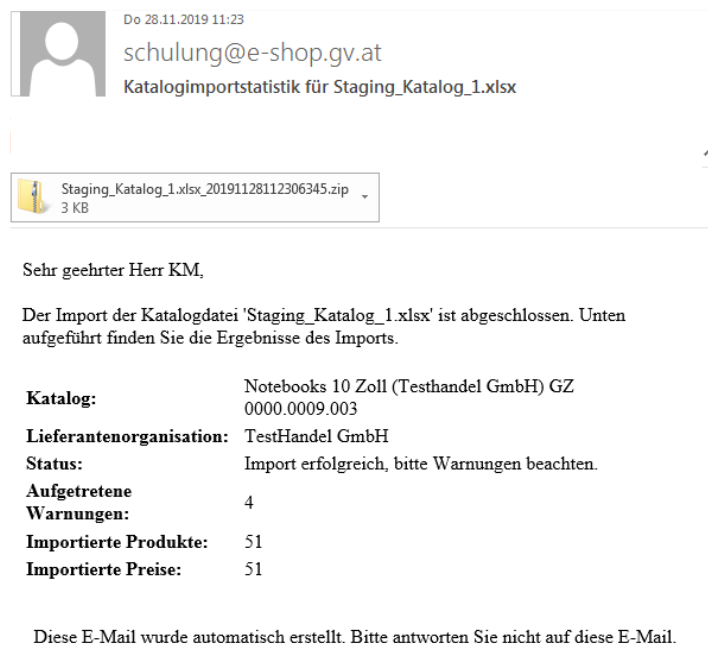 Do 28.11.2019 11:23
schulung@e-shop.gv.at
Katalogimportstatistik für Staging_Katalog_1.xlsx
Staging_Katalog_1.xlsx_20191128112306345.zip
3 KB
Sehr geehrter Herr KM,
Der Import der Katalogdatei 'Staging_Katalog_1.xlsx' ist abgeschlossen. Unten
aufgeführt finden Sie die Ergebnisse des Imports.
Katalog: Notebooks 10 Zoll (Testhandel GmbH) GZ
0000.0009.003
Lieferantenorganisation: TestHandel GmbH
Status: Import erfolgreich, bitte Warnungen beachten.
Aufgetretene
Warnungen: 4
Importierte Produkte: 51
Importierte Preise: 51
Diese E-Mail wurde automatisch erstellt. Bitte antworten Sie nicht auf diese E-Mail.